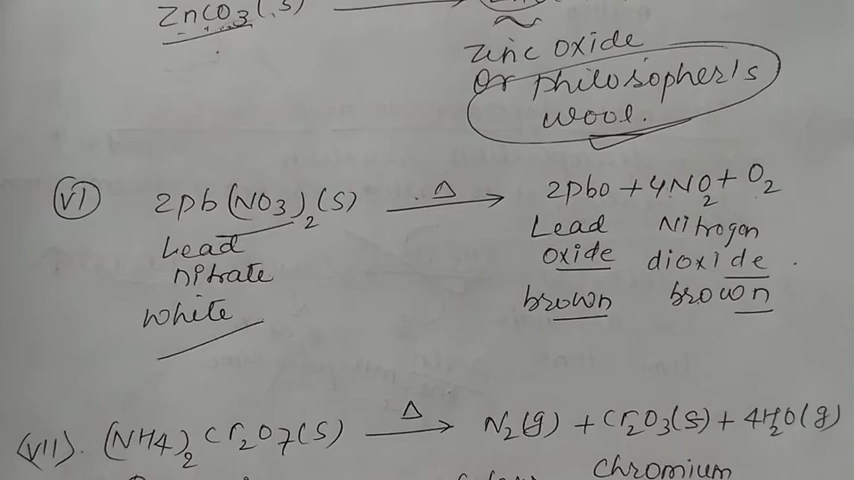 ZnCO3(s) →
zinc oxide
or philosopher's
wool.
(VI) 2pb(NO3)2(s) Δ→ 2pbo + 4NO2 + O2
Lead nitrate Lead oxide Nitrogen dioxide
white brown brown
(VII). (NH4)2Cr2O7(s) Δ→ N2(g) + Cr2O3(s) + 4H2O(g)
chromium